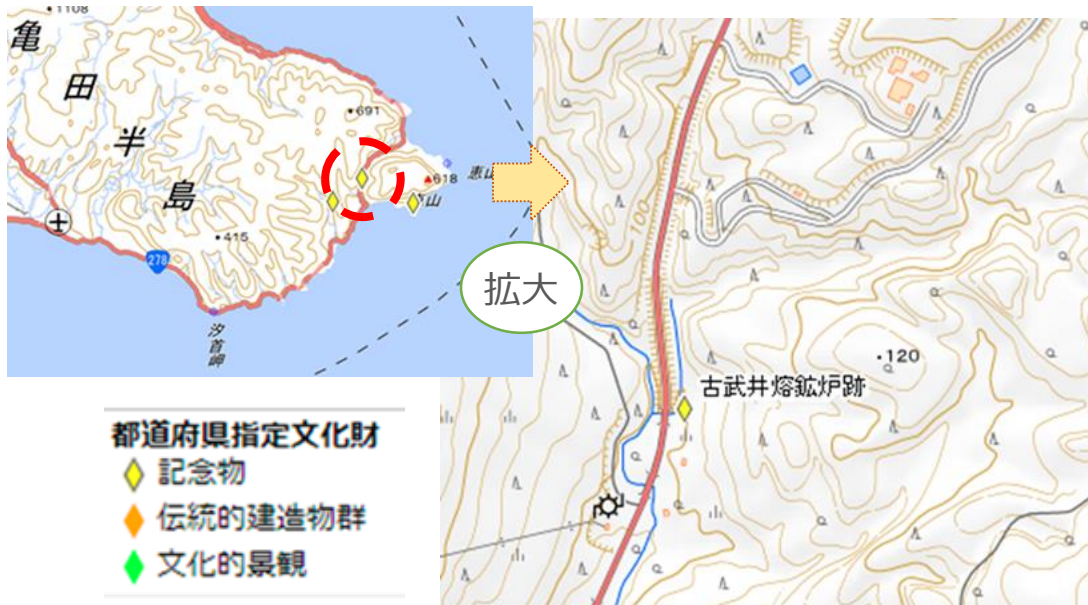 ・1108
亀田半島
・691
618
恵山
・415
278
汐首岬
拡大
100
・120
古武井熔鉱炉跡
都道府県指定文化財
記念物
伝統的建造物群
文化的景観